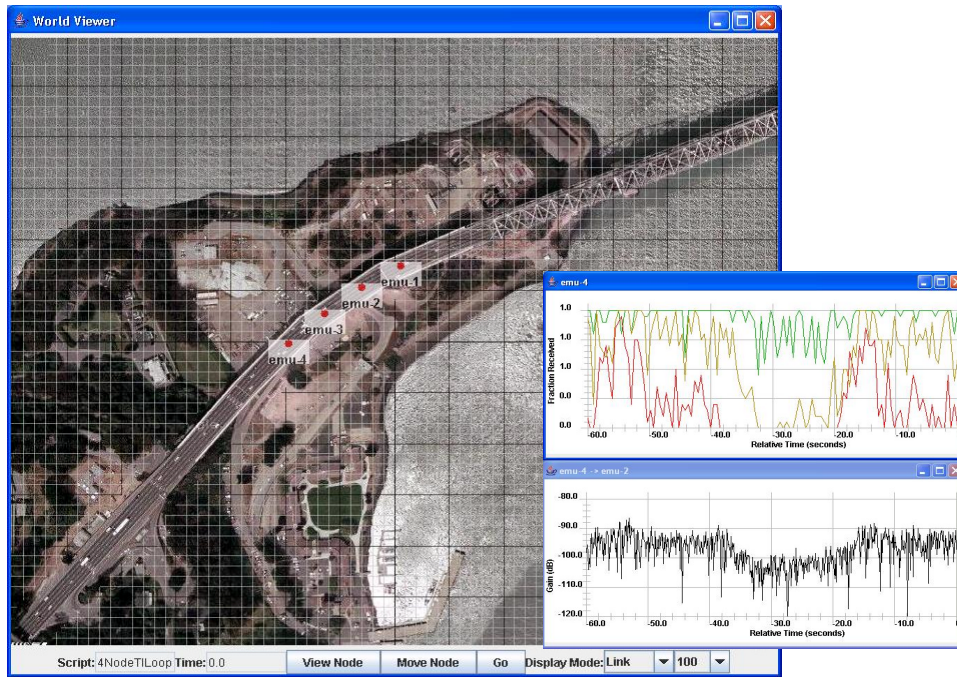 World Viewer
emu-1
emu-2
emu-3
emu-4
Script: 4NodeTILoop Time: 0.0 View Node Move Node Go Display Mode: Link 100
emu-4
Fraction Received
1.0
1.0
1.0
0.0
0.0
-60.0 -50.0 -40.0 -30.0 -20.0 -10.0
Relative Time (seconds)
emu-4 -> emu-2
Gain (dB)
-80.0
-90.0
-100.0
-110.0
-120.0
-60.0 -50.0 -40.0 -30.0 -20.0 -10.0
Relative Time (seconds)